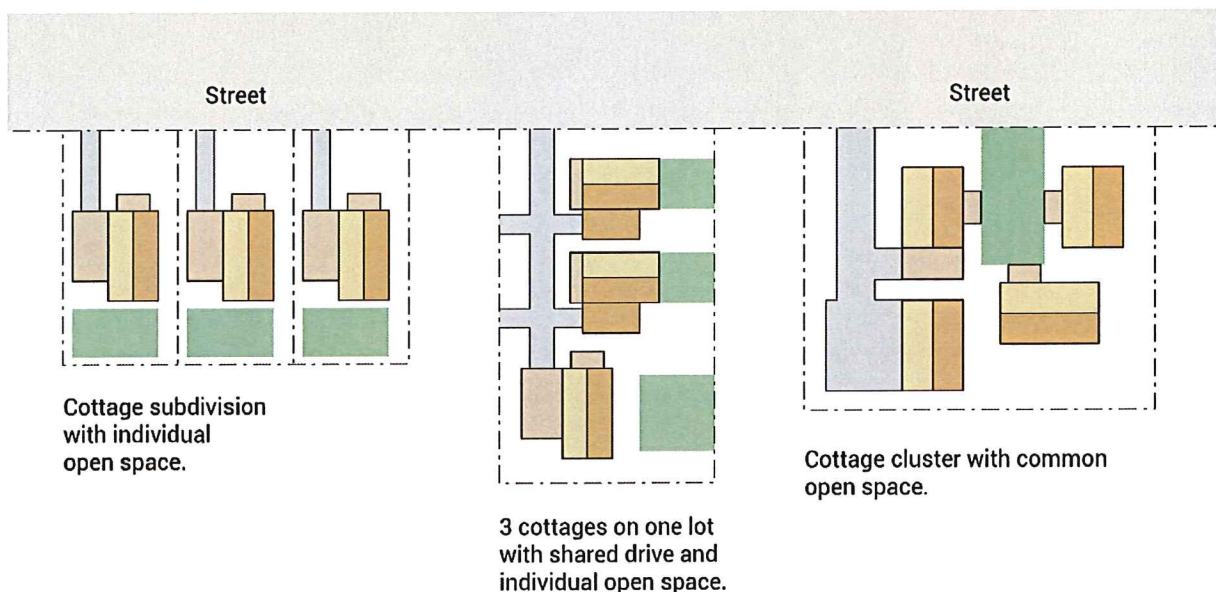 Street
Street
Cottage subdivision
with individual
open space.
3 cottages on one lot
with shared drive and
individual open space.
Cottage cluster with common
open space.